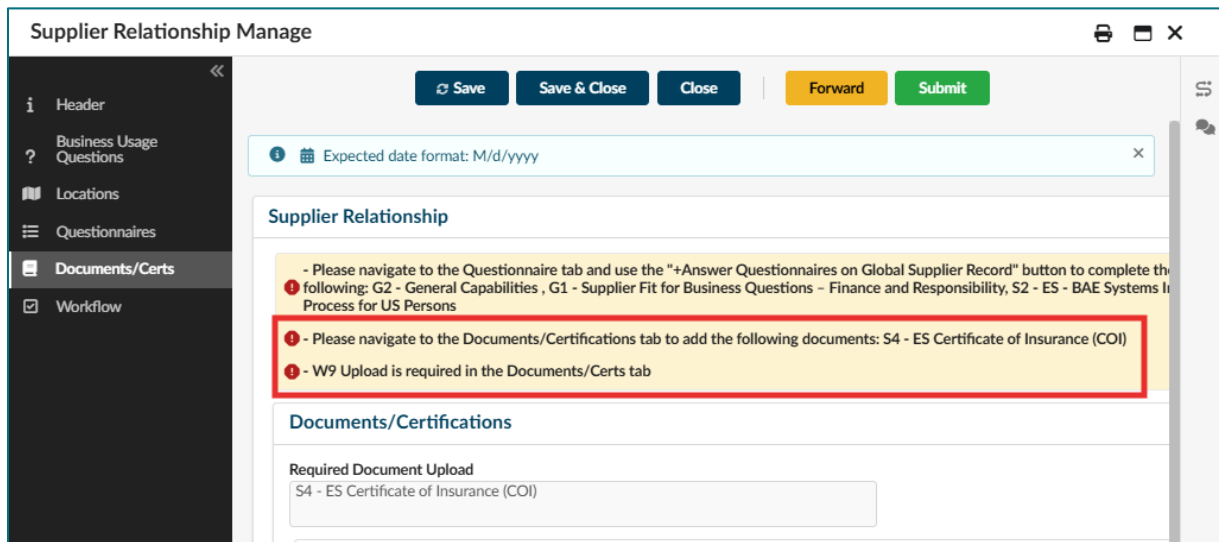 Supplier Relationship Manage
Save
Save & Close
Close
Forward
Submit
Header
Business Usage
Questions
Locations
Questionnaires
Documents/Certs
Workflow
Expected date format: M/d/yyyy
Supplier Relationship
- Please navigate to the Questionnaire tab and use the "+Answer Questionnaires on Global Supplier Record" button to complete the
following: G2 - General Capabilities , G1 - Supplier Fit for Business Questions – Finance and Responsibility, S2 - ES - BAE Systems
Process for US Persons
- Please navigate to the Documents/Certifications tab to add the following documents: S4 - ES Certificate of Insurance (COI)
- W9 Upload is required in the Documents/Certs tab
Documents/Certifications
Required Document Upload
S4 - ES Certificate of Insurance (COI)